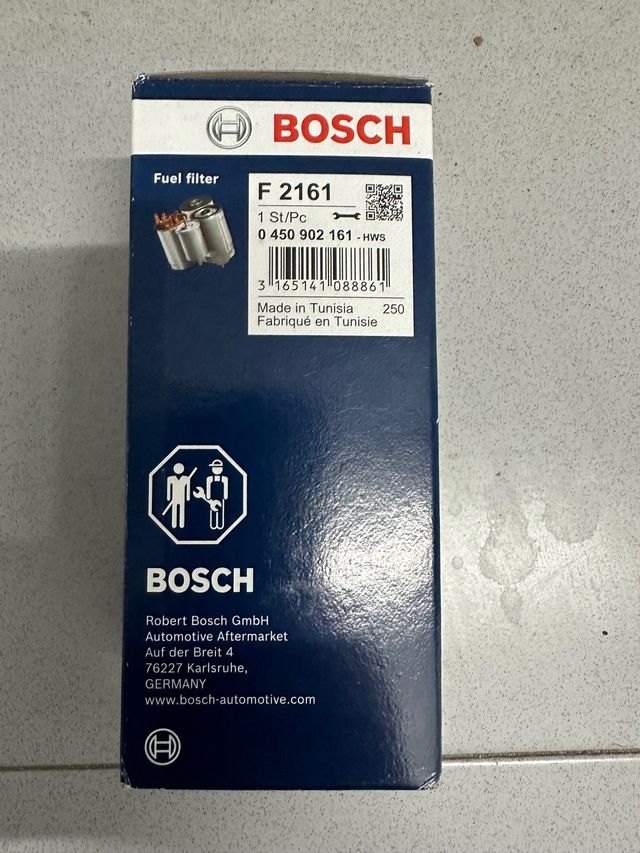 BOSCH
Fuel filter
F 2161
1 St/Pc
0 450 902 161 - HWS
3 165141 088861
Made in Tunisia 250
Fabriqué en Tunisie
BOSCH
Robert Bosch GmbH
Automotive Aftermarket
Auf der Breit 4
76227 Karlsruhe,
GERMANY
www.bosch-automotive.com